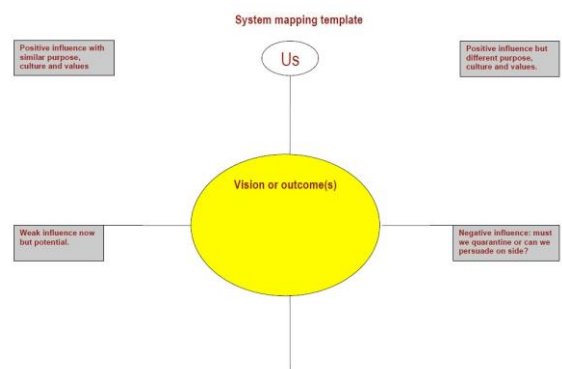 System mapping template
Positive influence with
similar purpose,
culture and values
Us
Positive influence but
different purpose,
culture and values.
Vision or outcome(s)
Weak influence now
but potential.
Negative influence: must
we quarantine or can we
persuade on side?